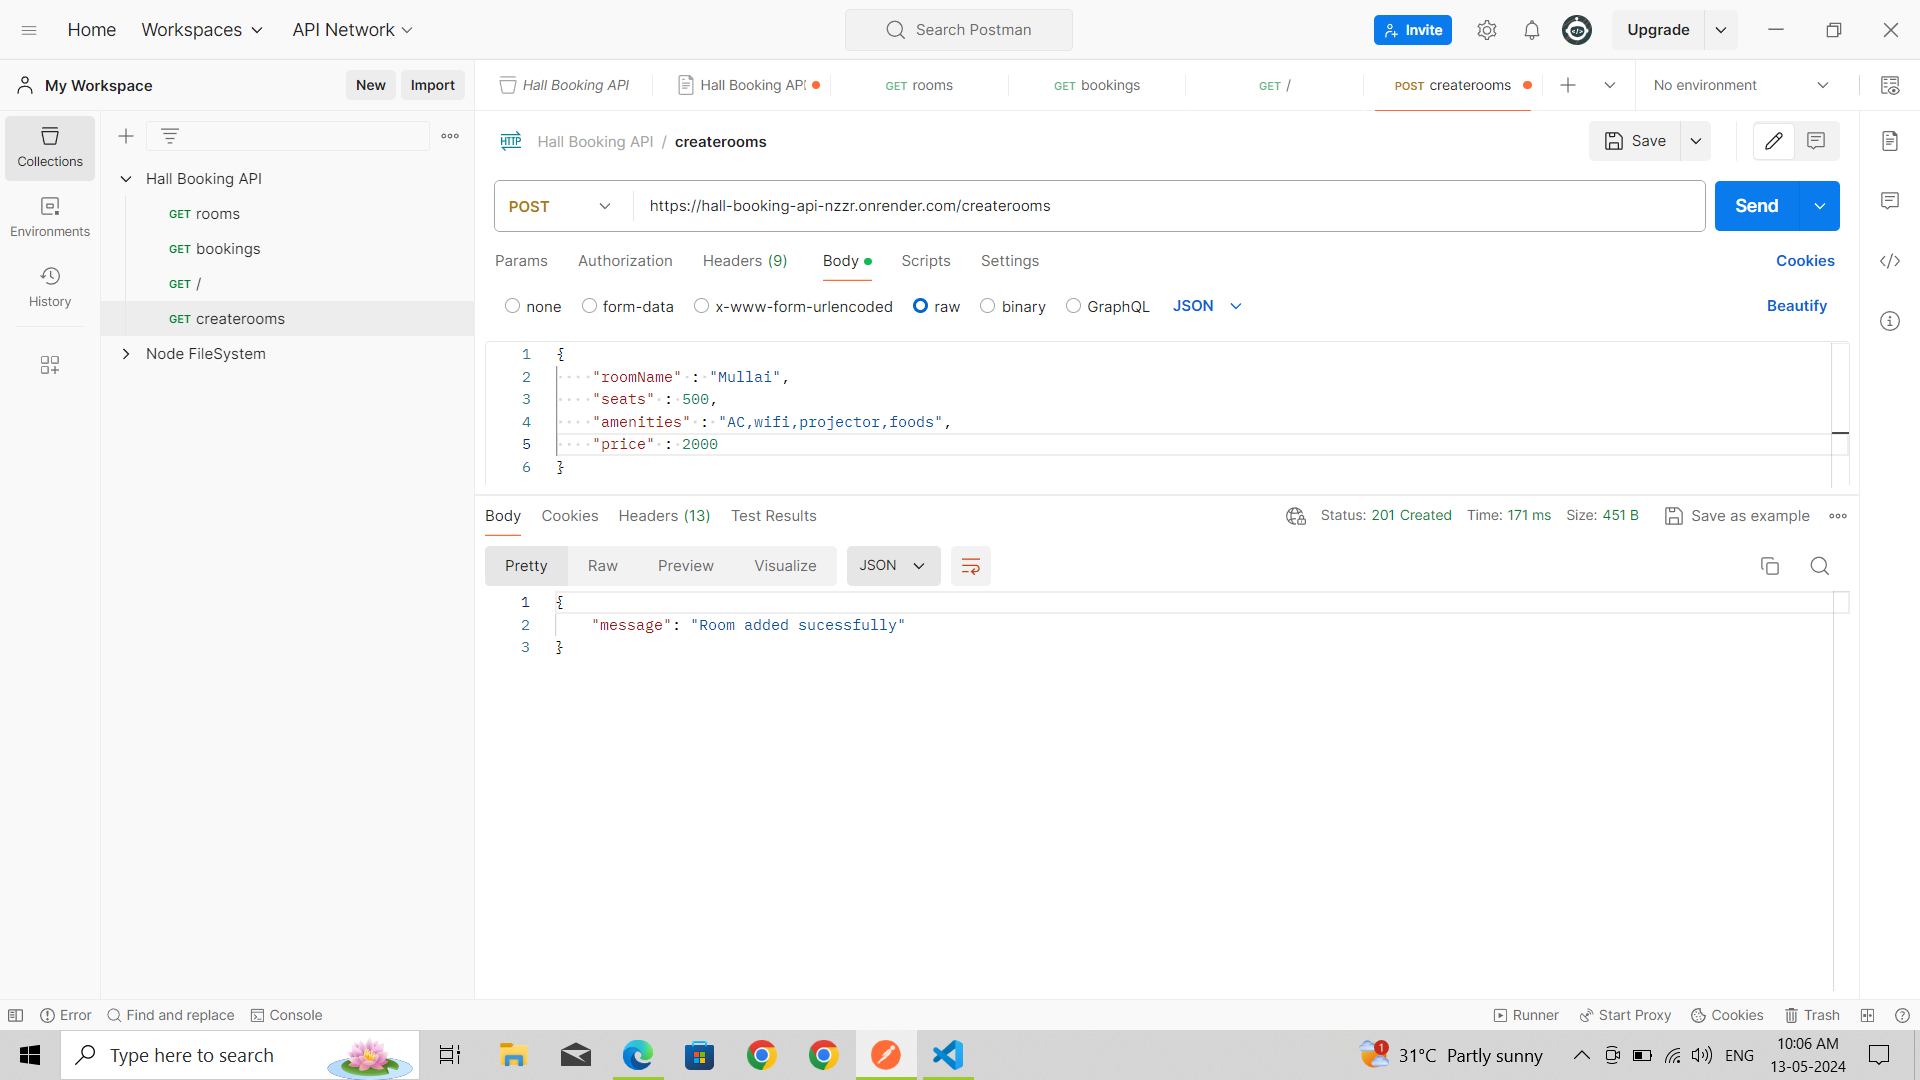 Home Workspaces API Network Search Postman Invite Upgrade
My Workspace New Import Hall Booking API Hall Booking API GET rooms GET bookings GET / POST createrooms No environment
Collections
Environments
History
Hall Booking API
GET rooms
GET bookings
GET /
GET createrooms
Node FileSystem
HTTP Hall Booking API / createrooms Save
POST https://hall-booking-api-nzzr.onrender.com/createrooms Send
Params Authorization Headers (9) Body Scripts Settings Cookies
none form-data x-www-form-urlencoded raw binary GraphQL JSON Beautify
1 {
2 "roomName" : "Mullai",
3 "seats" : 500,
4 "amenities" : "AC,wifi,projector,foods",
5 "price" : 2000
6 }
Body Cookies Headers (13) Test Results Status: 201 Created Time: 171 ms Size: 451 B Save as example
Pretty Raw Preview Visualize JSON
1 {
2 "message": "Room added sucessfully"
3 }
Error Find and replace Console Runner Start Proxy Cookies Trash
Type here to search 1 31°C Partly sunny ENG 10:06 AM
13-05-2024